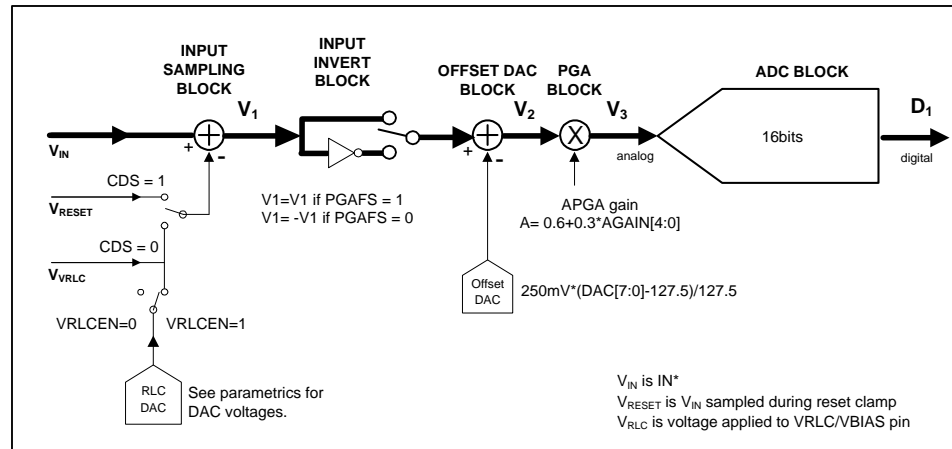 INPUT
SAMPLING
BLOCK
INPUT
INVERT
BLOCK
OFFSET DAC
BLOCK
PGA
BLOCK
ADC BLOCK
V1
V2
V3
D1
VIN
+
-
+
-
X
analog
16bits
digital
CDS = 1
VRESET
V1=V1 if PGAFS = 1
V1= -V1 if PGAFS = 0
APGA gain
A= 0.6+0.3*AGAIN[4:0]
CDS = 0
VVRLC
Offset
DAC
250mV*(DAC[7:0]-127.5)/127.5
VRLCEN=0
VRLCEN=1
RLC
DAC
See parametrics for
DAC voltages.
VIN is IN*
VRESET is VIN sampled during reset clamp
VRLC is voltage applied to VRLC/VBIAS pin